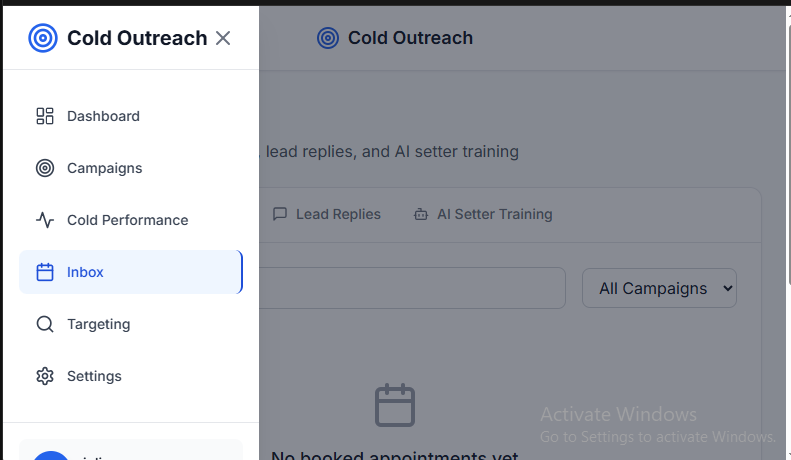 Cold Outreach
Cold Outreach
Dashboard
Campaigns
Cold Performance
Inbox
Targeting
Settings
lead replies, and AI setter training
Lead Replies
AI Setter Training
All Campaigns
No booked appointments yet
Activate Windows
Go to Settings to activate Windows.